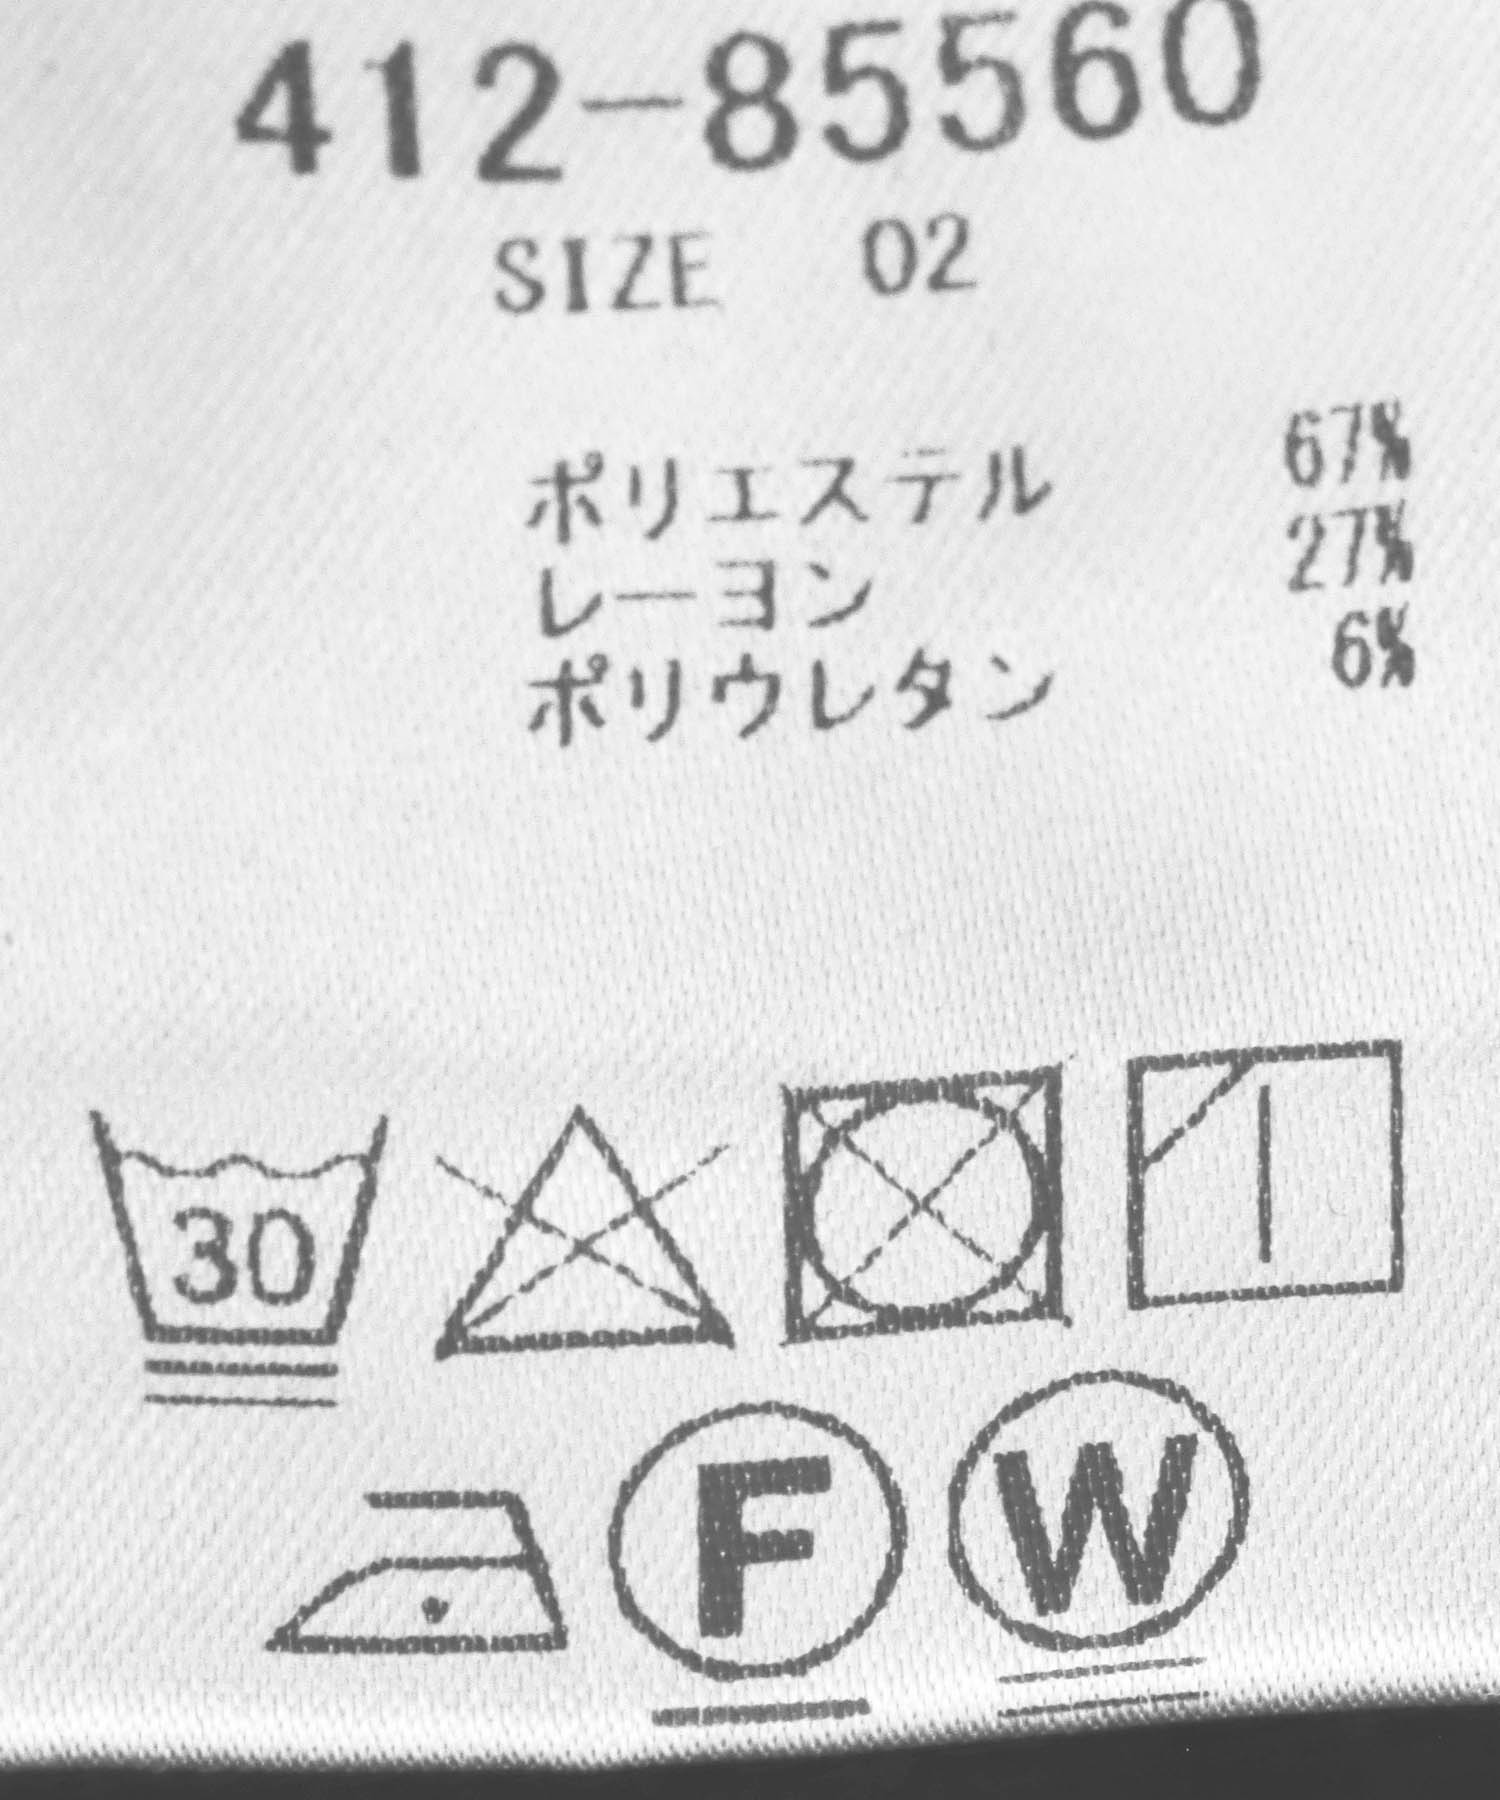 412-85560
SIZE 02
ポリエステル 67%
レーヨン 27%
ポリウレタン 6%
30
F W